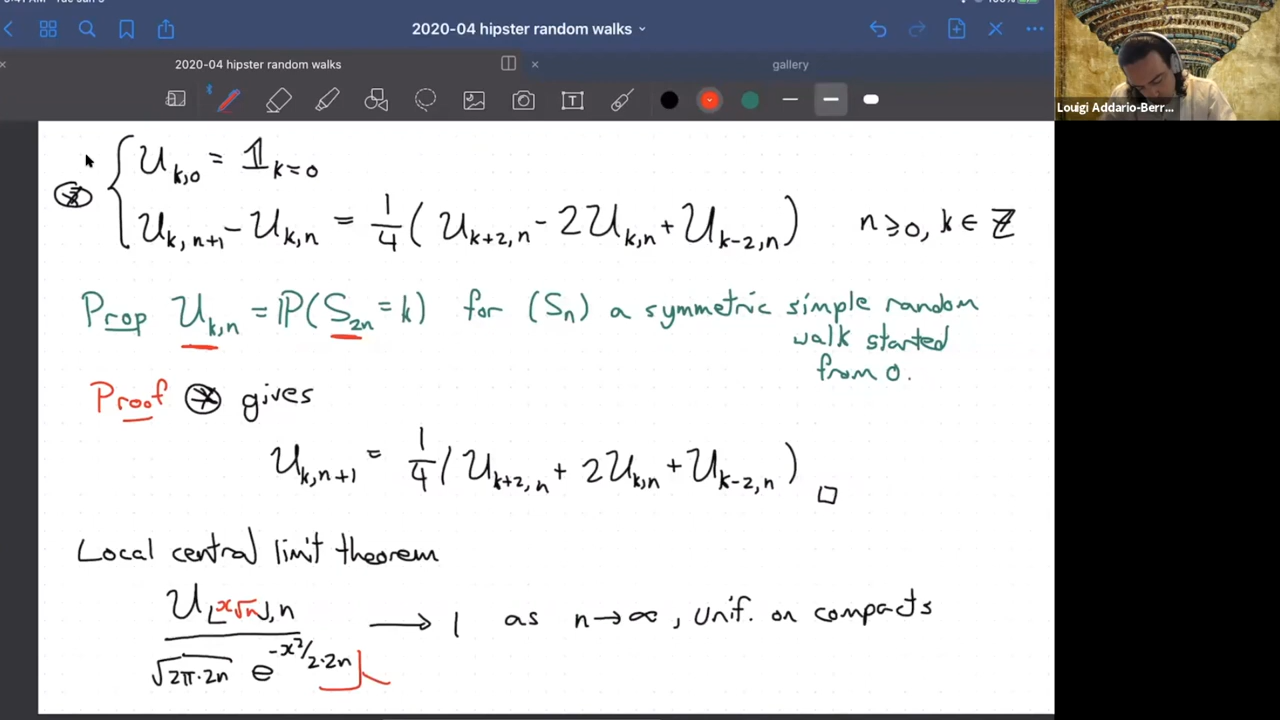 2020-04 hipster random walks
2020-04 hipster random walks
gallery
Louigi Addario-Berr...
U_{k,0} = 𝟙_{k=0}
⊛ { U_{k,n+1} - U_{k,n} = 1/4 ( U_{k+2,n} - 2U_{k,n} + U_{k-2,n} ) n ≥ 0, k ∈ ℤ
Prop U_{k,n} = ℙ(S_{2n} = k) for (S_n) a symmetric simple random
walk started
from 0.
Proof ⊛ gives
U_{k,n+1} = 1/4 ( U_{k+2,n} + 2U_{k,n} + U_{k-2,n} ) □
Local central limit theorem
U_{⌊x√n⌋,n} / √(2π·2n) e^{-x²/2·2n} → 1 as n→∞, unif. on compacts